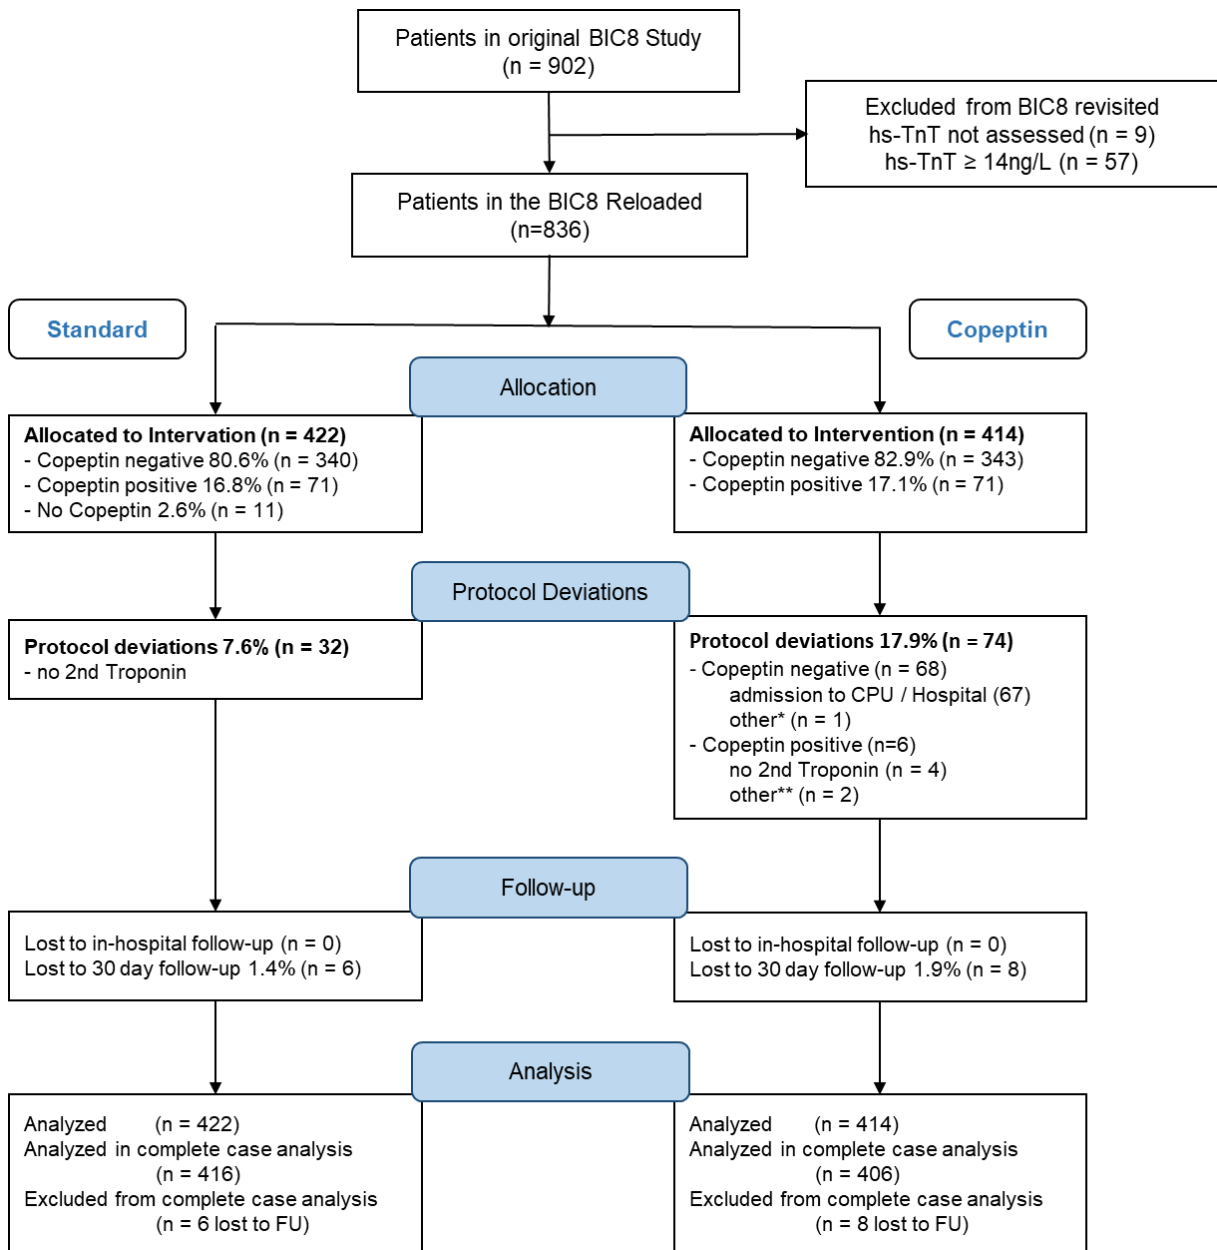 Patients in original BIC8 Study
(n = 902)
Excluded from BIC8 revisited
hs-TnT not assessed (n = 9)
hs-TnT ≥ 14ng/L (n = 57)
Patients in the BIC8 Reloaded
(n=836)
Standard
Copeptin
Allocation
Allocated to Intervation (n = 422)
- Copeptin negative 80.6% (n = 340)
- Copeptin positive 16.8% (n = 71)
- No Copeptin 2.6% (n = 11)
Allocated to Intervention (n = 414)
- Copeptin negative 82.9% (n = 343)
- Copeptin positive 17.1% (n = 71)
Protocol Deviations
Protocol deviations 7.6% (n = 32)
- no 2nd Troponin
Protocol deviations 17.9% (n = 74)
- Copeptin negative (n = 68)
admission to CPU / Hospital (67)
other* (n = 1)
- Copeptin positive (n=6)
no 2nd Troponin (n = 4)
other** (n = 2)
Follow-up
Lost to in-hospital follow-up (n = 0)
Lost to 30 day follow-up 1.4% (n = 6)
Lost to in-hospital follow-up (n = 0)
Lost to 30 day follow-up 1.9% (n = 8)
Analysis
Analyzed (n = 422)
Analyzed in complete case analysis
(n = 416)
Excluded from complete case analysis
(n = 6 lost to FU)
Analyzed (n = 414)
Analyzed in complete case analysis
(n = 406)
Excluded from complete case analysis
(n = 8 lost to FU)